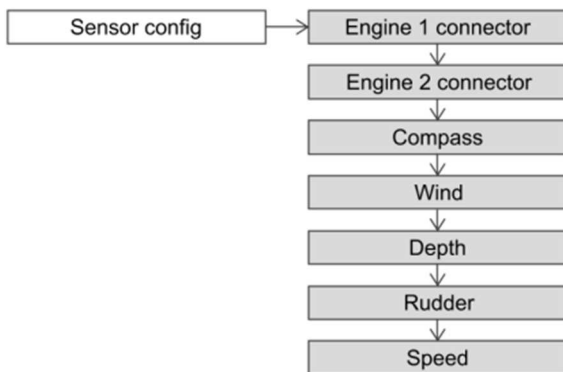 Sensor config
Engine 1 connector
Engine 2 connector
Compass
Wind
Depth
Rudder
Speed